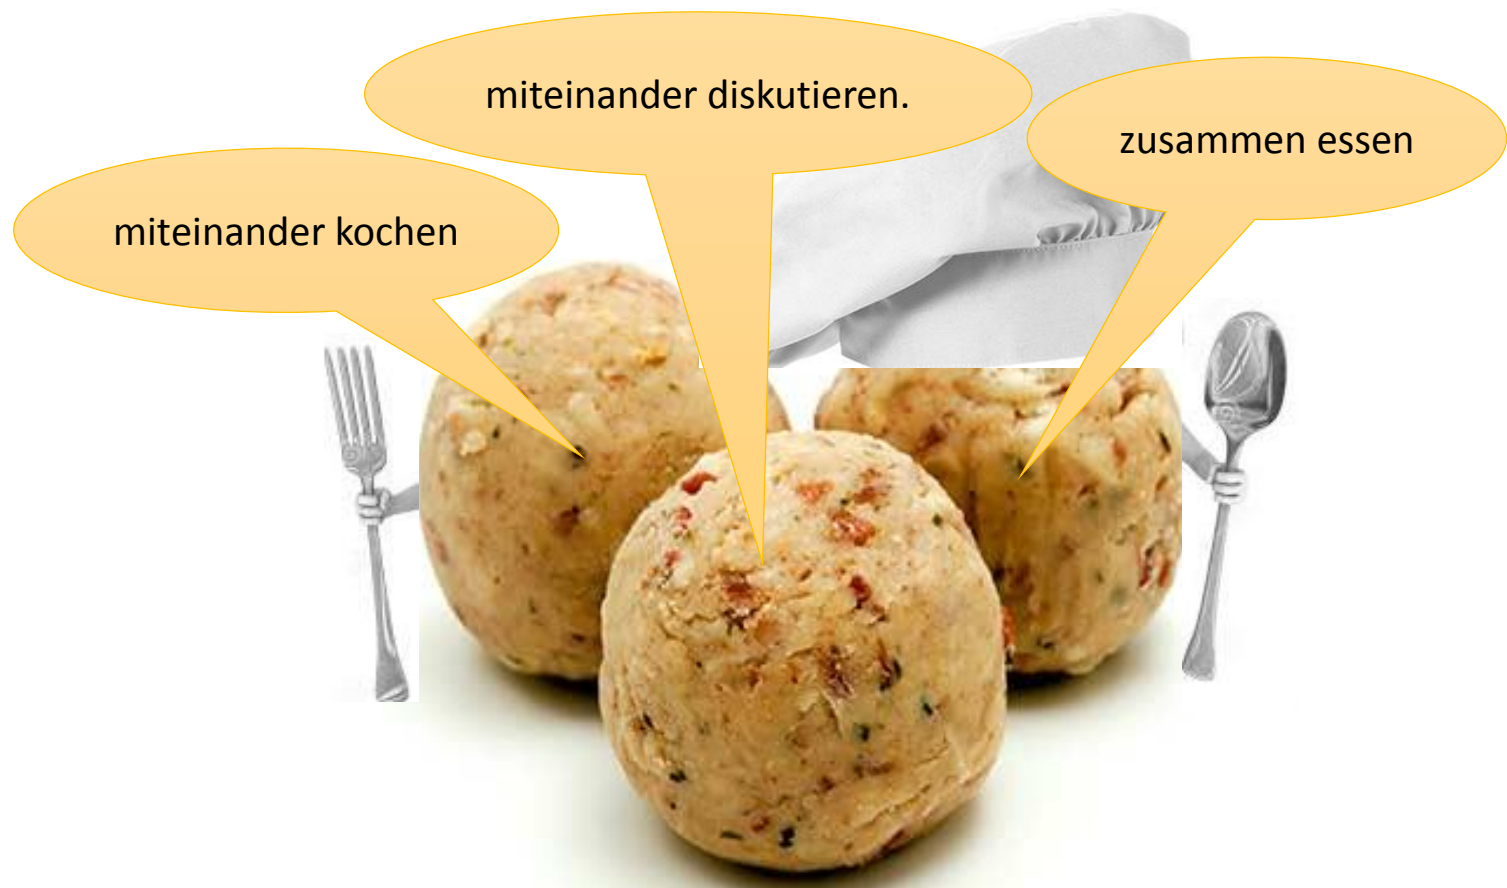 miteinander diskutieren.
zusammen essen
miteinander kochen